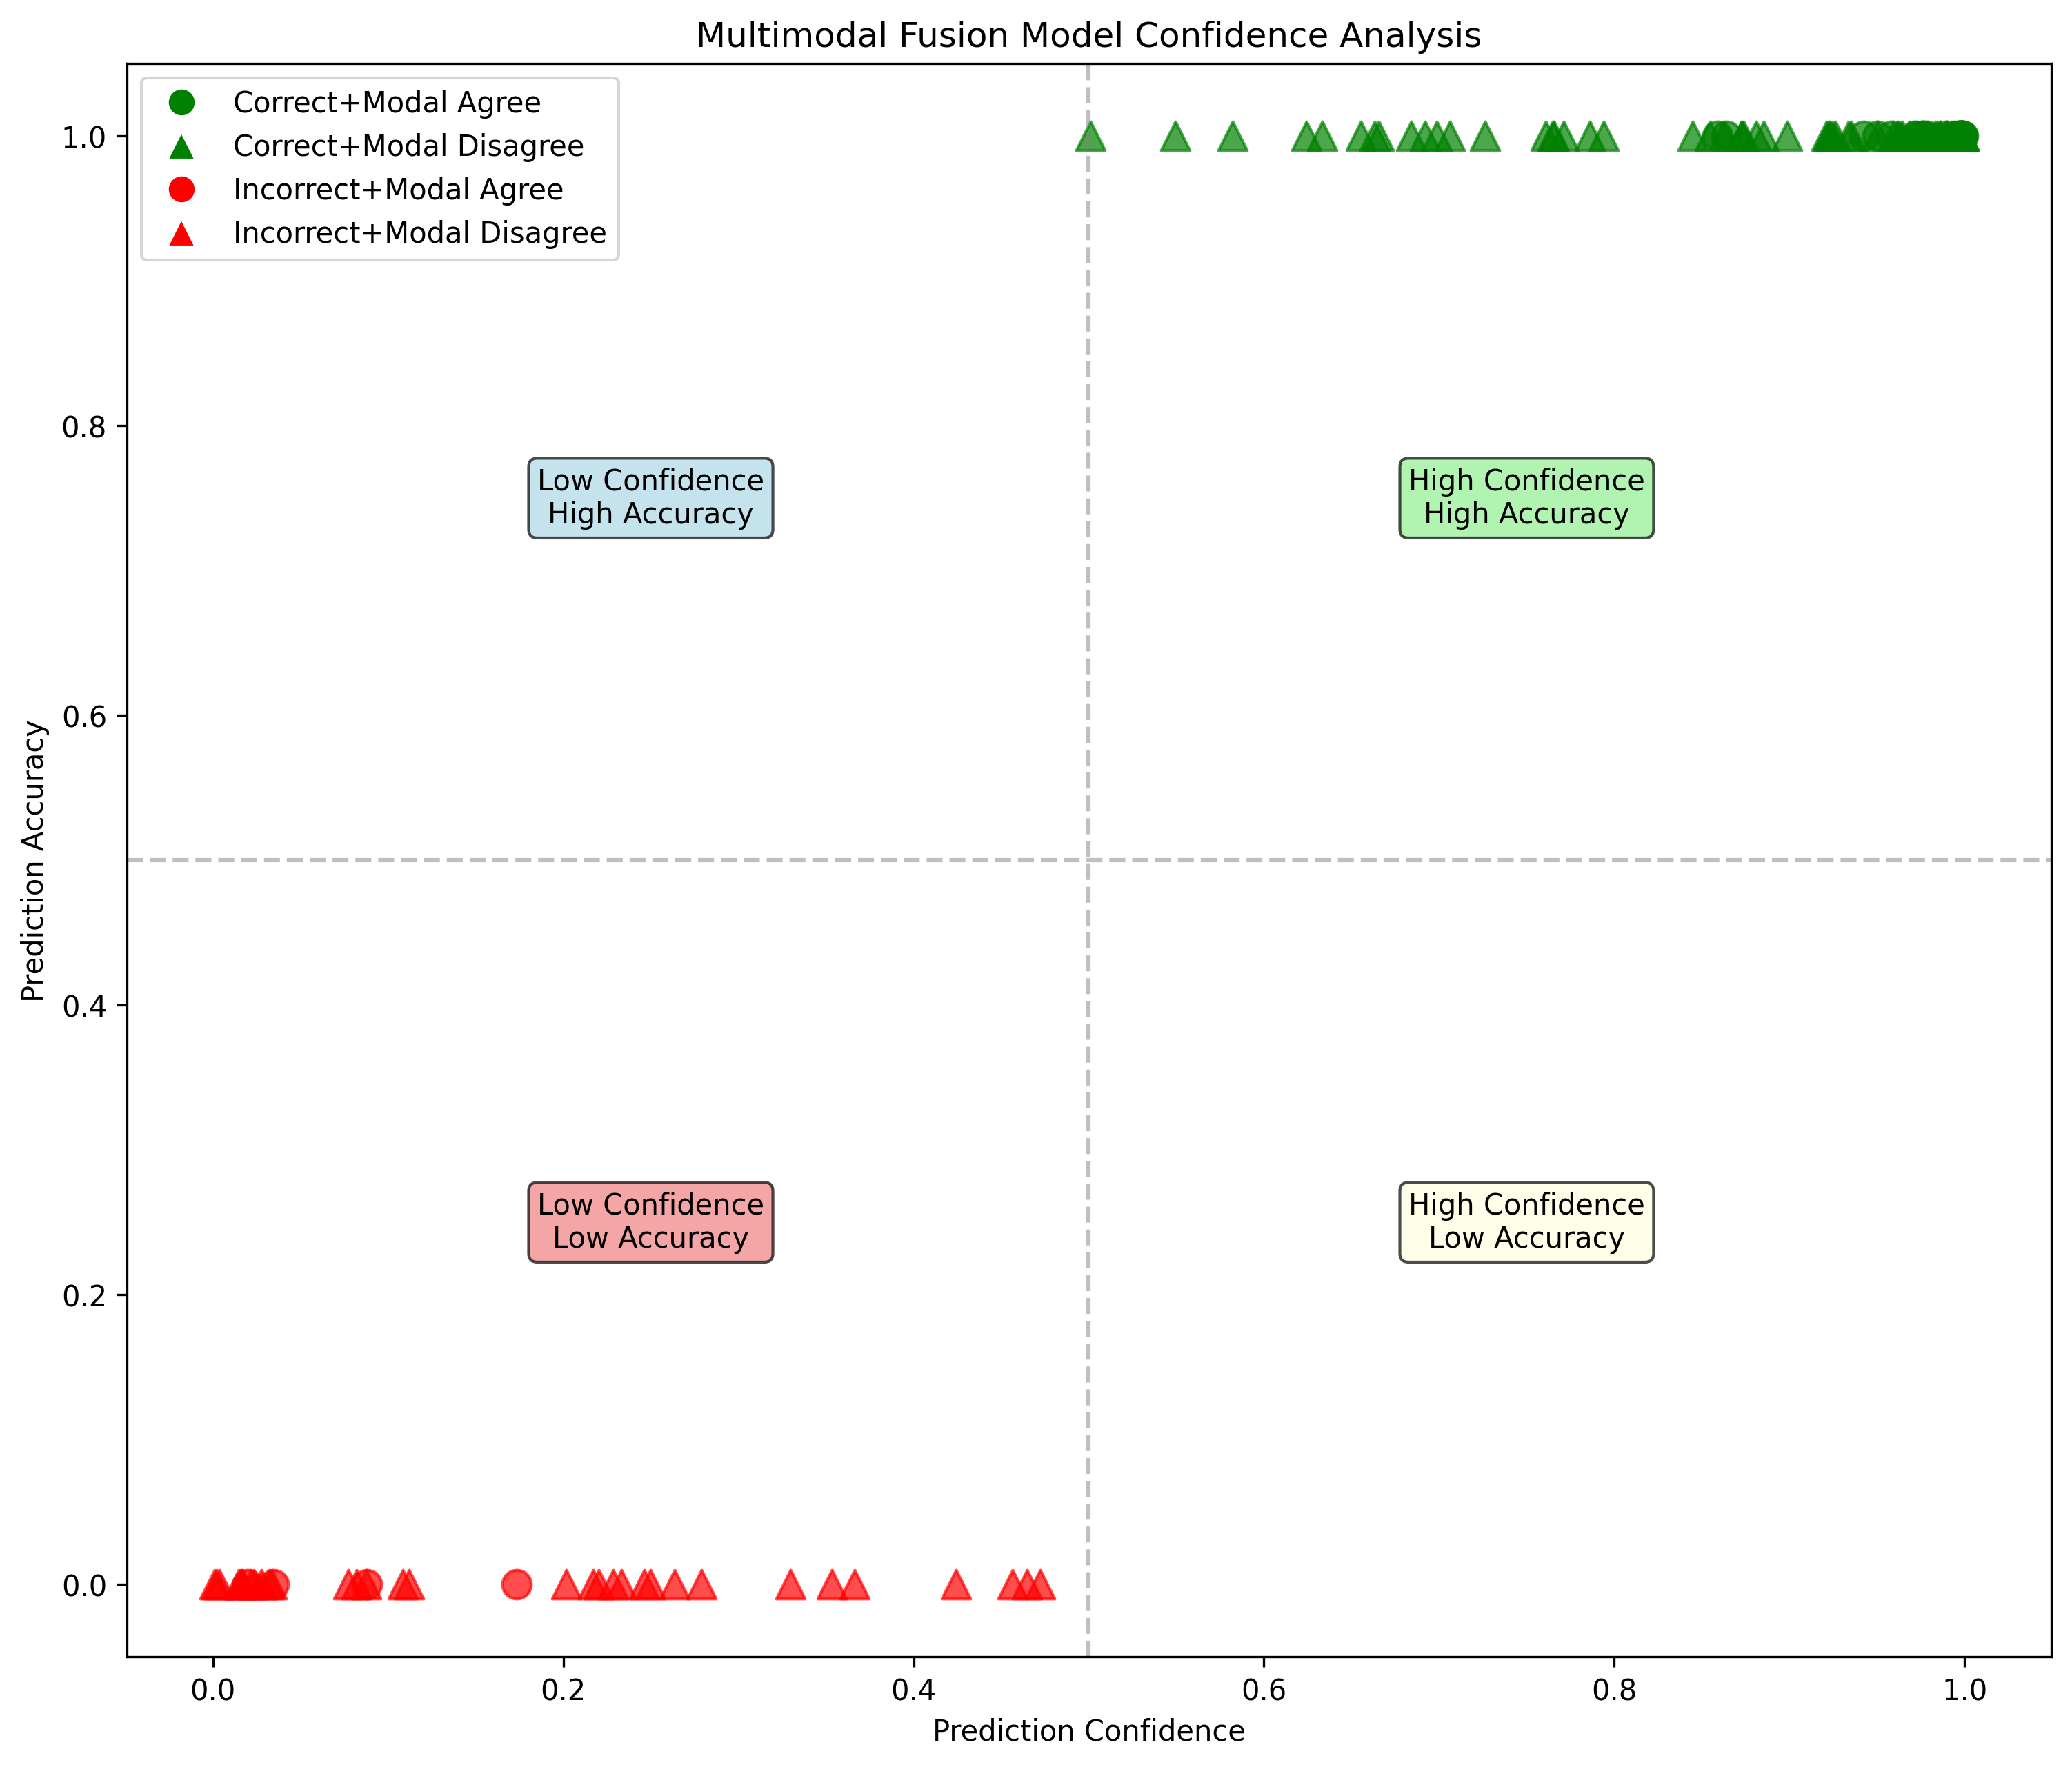 Multimodal Fusion Model Confidence Analysis
Correct+Modal Agree
Correct+Modal Disagree
Incorrect+Modal Agree
Incorrect+Modal Disagree
1.0
0.8
0.6
0.4
0.2
0.0
Prediction Accuracy
Low Confidence
High Accuracy
High Confidence
High Accuracy
Low Confidence
Low Accuracy
High Confidence
Low Accuracy
0.0
0.2
0.4
0.6
0.8
1.0
Prediction Confidence